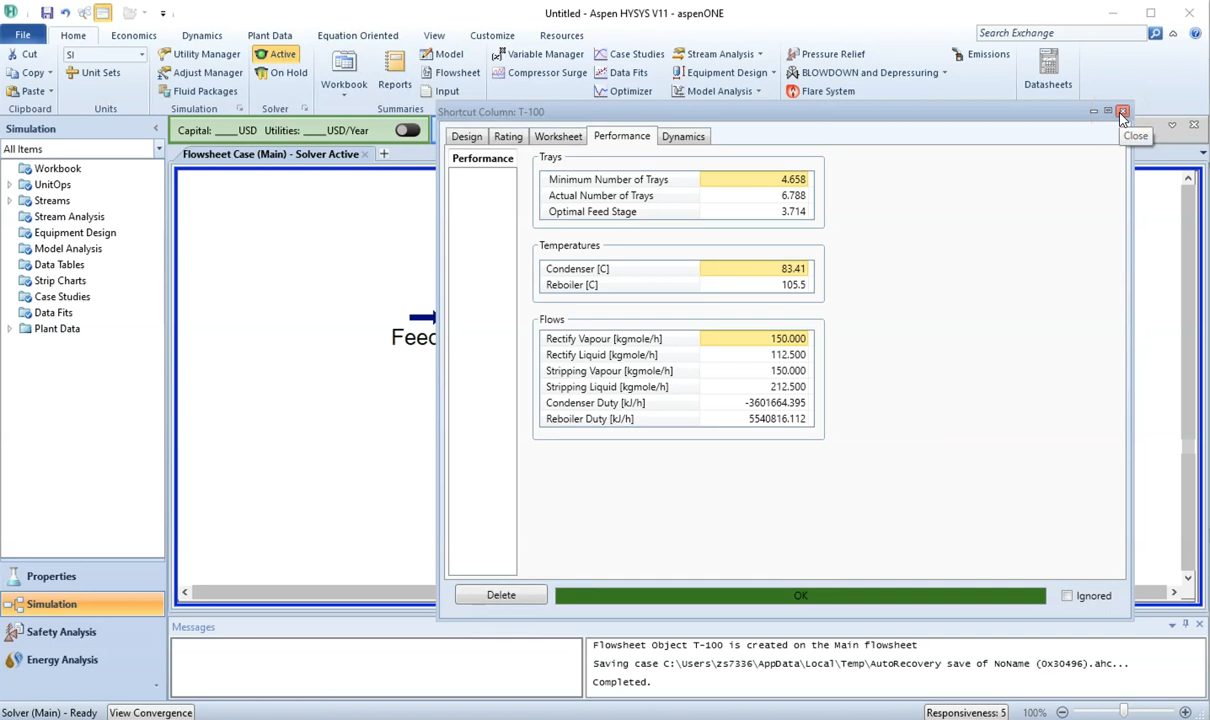 Untitled - Aspen HYSYS V11 - aspenONE
File Home Economics Dynamics Plant Data Equation Oriented View Customize Resources Search Exchange
Cut SI Utility Manager Active Model Variable Manager Case Studies Stream Analysis Pressure Relief Emissions
Copy Unit Sets Adjust Manager On Hold Flowsheet Compressor Surge Data Fits Equipment Design BLOWDOWN and Depressuring
Paste Fluid Packages Workbook Reports Input Optimizer Model Analysis Flare System Datasheets
Clipboard Units Simulation Solver Summaries
Shortcut Column: T-100
Simulation
Capital: ____USD Utilities: ____USD/Year
Close
All Items
Flowsheet Case (Main) - Solver Active
Workbook
UnitOps
Streams
Stream Analysis
Equipment Design
Model Analysis
Data Tables
Strip Charts
Case Studies
Data Fits
Plant Data
Feed
Design Rating Worksheet Performance Dynamics
Performance
Trays
Minimum Number of Trays 4.658
Actual Number of Trays 6.788
Optimal Feed Stage 3.714
Temperatures
Condenser [C] 83.41
Reboiler [C] 105.5
Flows
Rectify Vapour [kgmole/h] 150.000
Rectify Liquid [kgmole/h] 112.500
Stripping Vapour [kgmole/h] 150.000
Stripping Liquid [kgmole/h] 212.500
Condenser Duty [kJ/h] -3601664.395
Reboiler Duty [kJ/h] 5540816.112
Delete OK Ignored
Properties
Simulation
Safety Analysis
Energy Analysis
Messages
Flowsheet Object T-100 is created on the Main flowsheet
Saving case C:\Users\zs7336\AppData\Local\Temp\AutoRecovery save of NoName (0x30496).ahc...
Completed.
Solver (Main) - Ready View Convergence Responsiveness: 5 100%